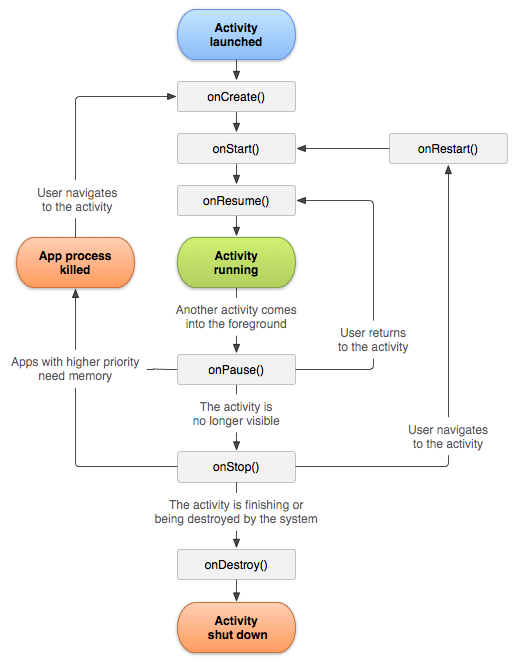 Activity
launched
onCreate()
onStart()
onRestart()
User navigates
to the activity
onResume()
App process
killed
Activity
running
Another activity comes
into the foreground
User returns
to the activity
Apps with higher priority
need memory
onPause()
The activity is
no longer visible
User navigates
to the activity
onStop()
The activity is finishing or
being destroyed by the system
onDestroy()
Activity
shut down